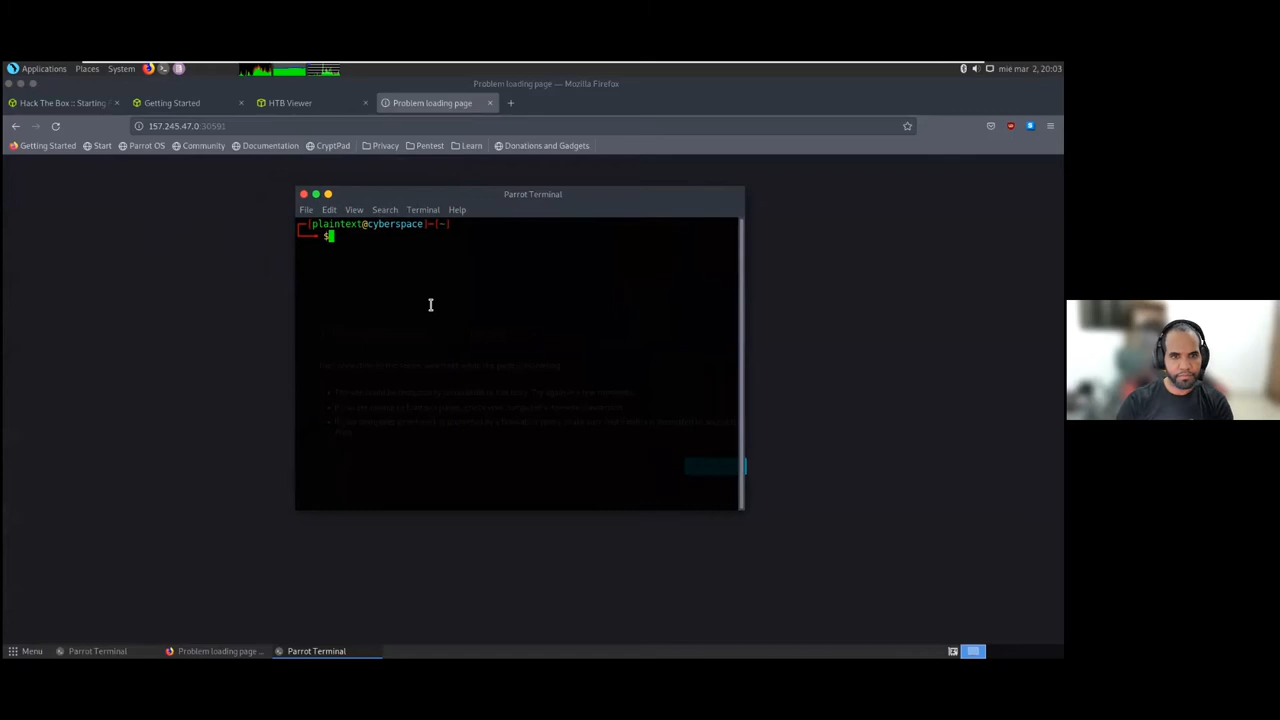 Applications Places System
mié mar 2, 20:03
Problem loading page — Mozilla Firefox
Hack The Box :: Starting
Getting Started
HTB Viewer
Problem loading page
157.245.47.0:30591
Getting Started Start Parrot OS Community Documentation CryptPad Privacy Pentest Learn Donations and Gadgets
Parrot Terminal
File Edit View Search Terminal Help
[plaintext@cyberspace]─[~]
$
Menu Parrot Terminal Problem loading page ... Parrot Terminal